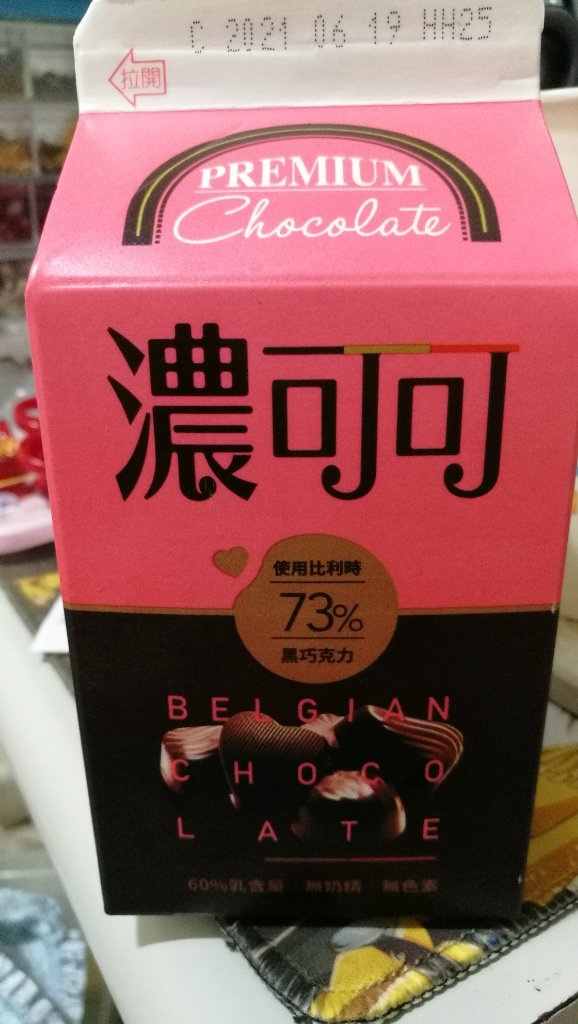 C 2021 06 19 HH25
拉開
PREMIUM
Chocolate
濃可可
使用比利時
73%
黑巧克力
BELGIAN
CHOCO
LATE
60%乳含量 無奶精 無色素